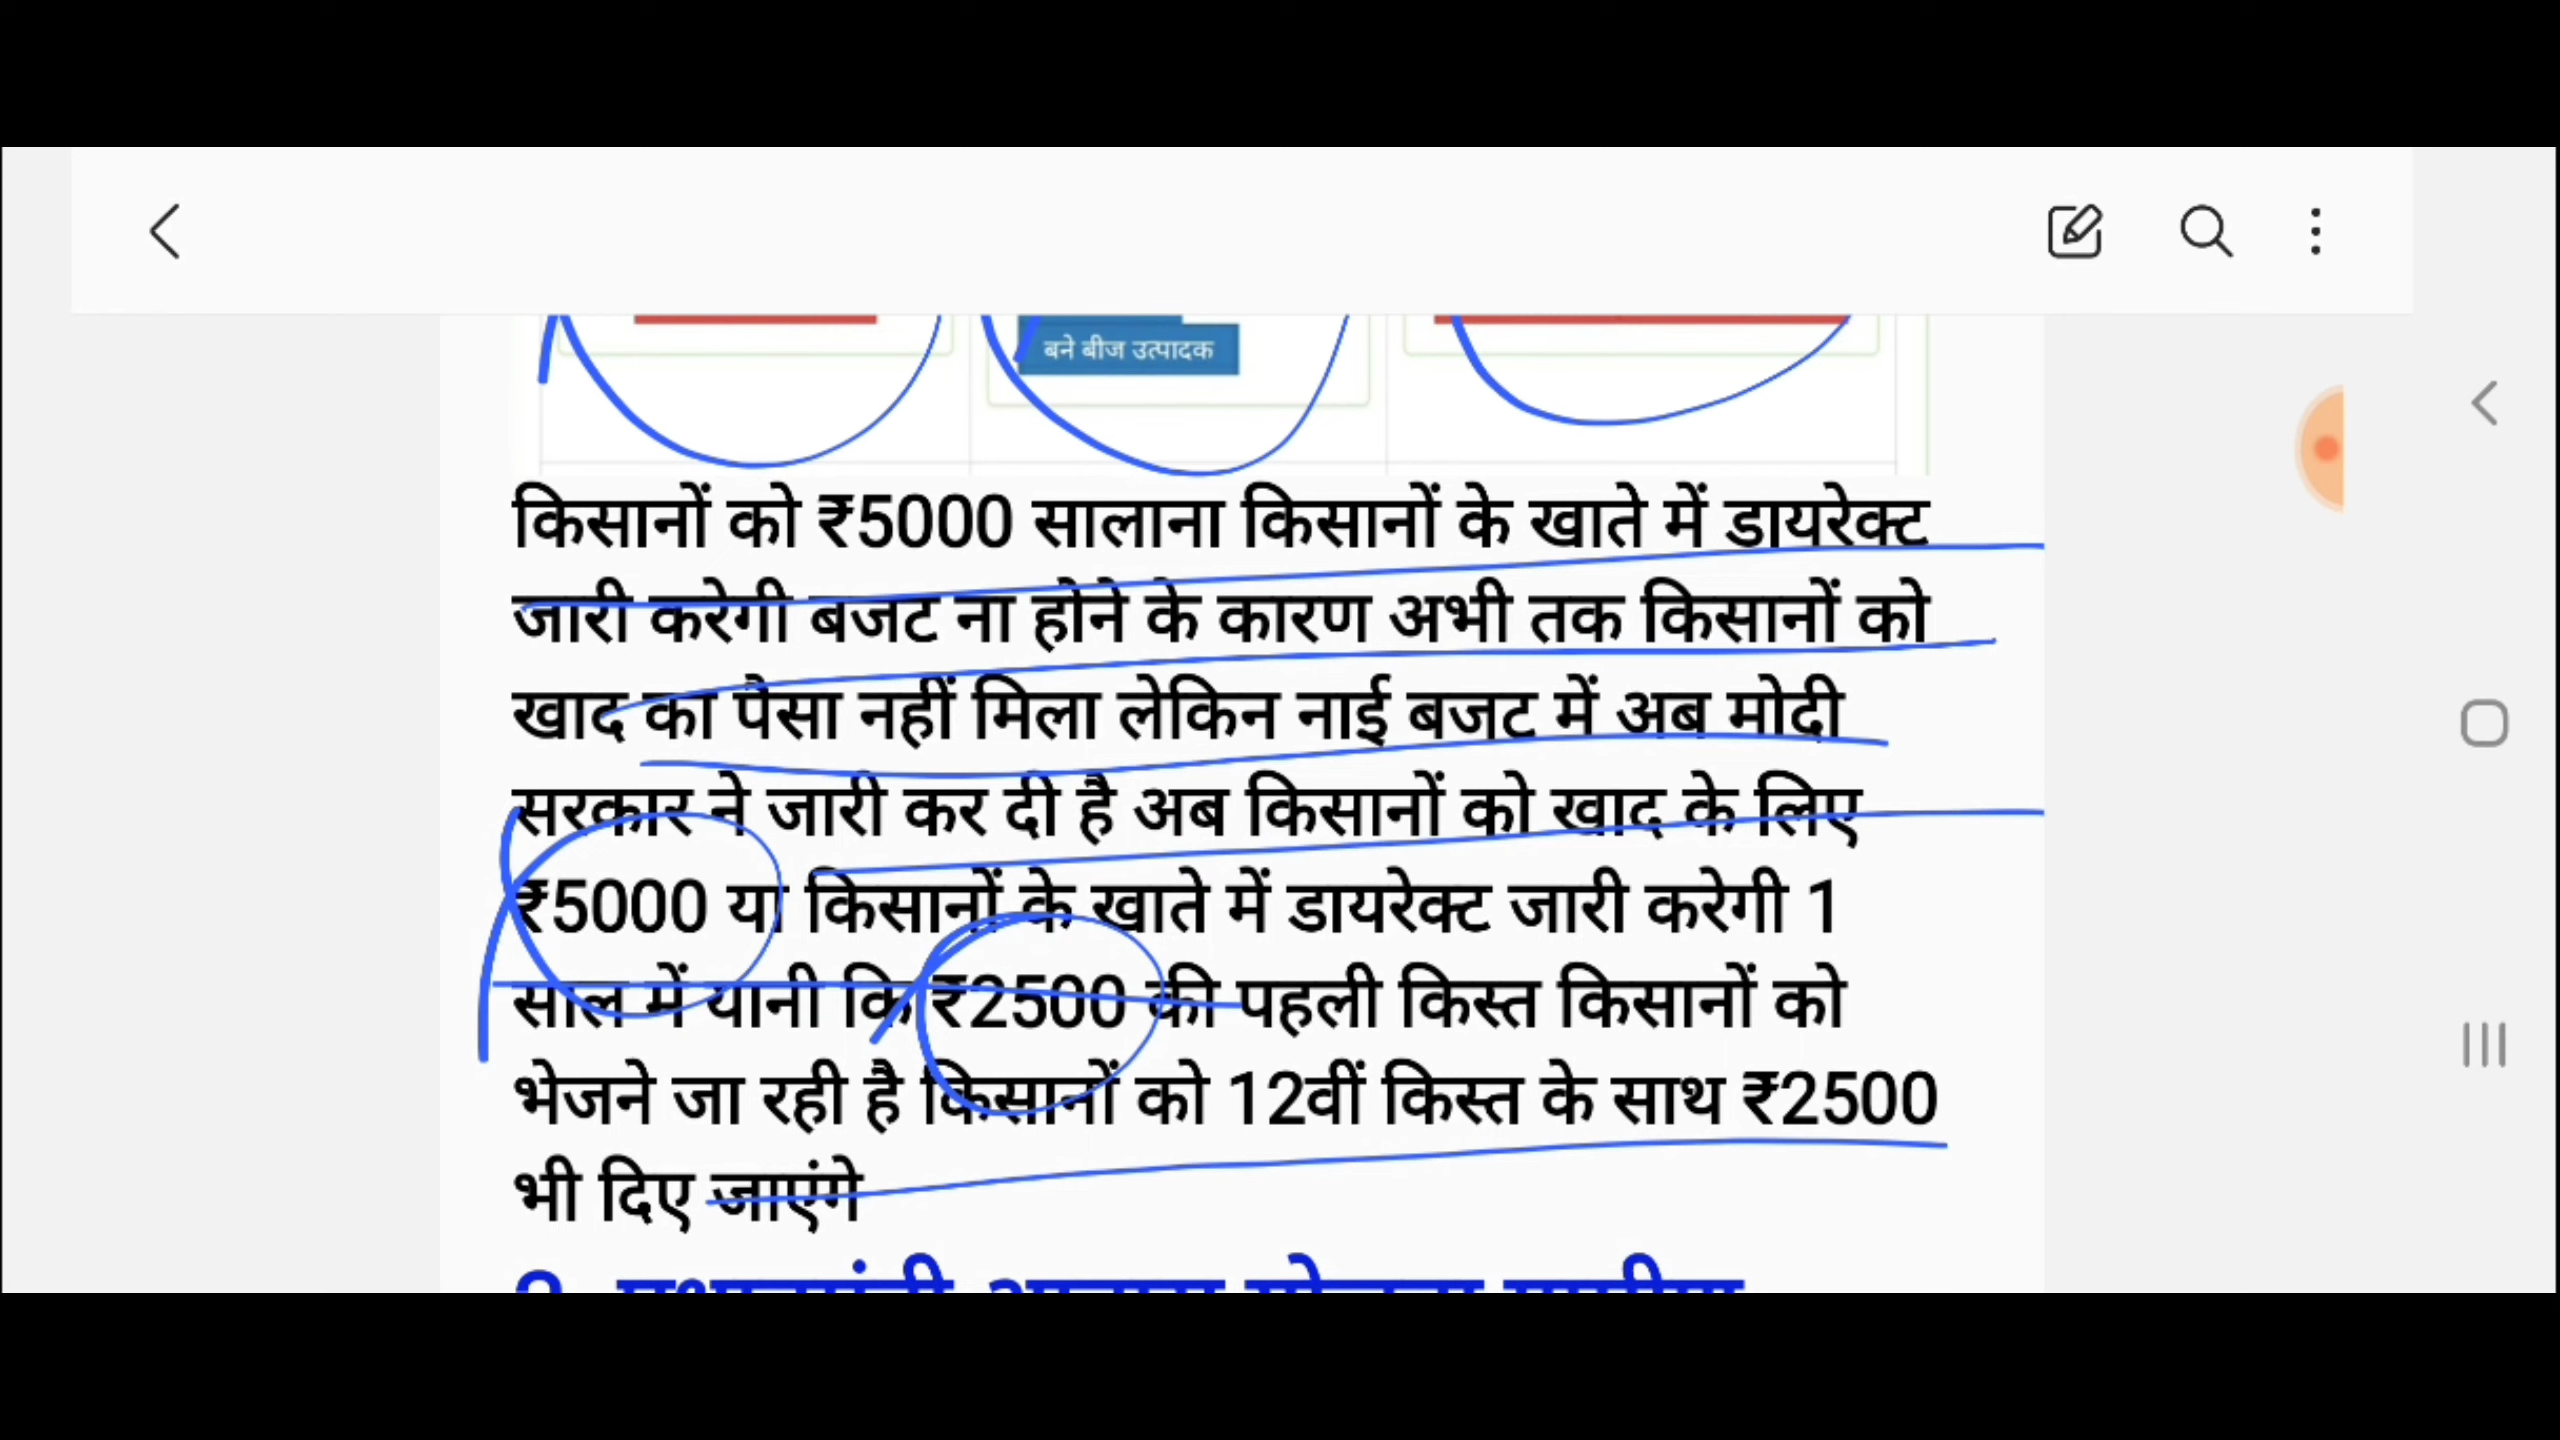 बने बीज उत्पादक
किसानों को ₹5000 सालाना किसानों के खाते में डायरेक्ट
जारी करेगी बजट ना होने के कारण अभी तक किसानों को
खाद का पैसा नहीं मिला लेकिन नाई बजट में अब मोदी
सरकार ने जारी कर दी है अब किसानों को खाद के लिए
₹5000 या किसानों के खाते में डायरेक्ट जारी करेगी 1
साल में यानी कि ₹2500 की पहली किस्त किसानों को
भेजने जा रही है किसानों को 12वीं किस्त के साथ ₹2500
भी दिए जाएंगे